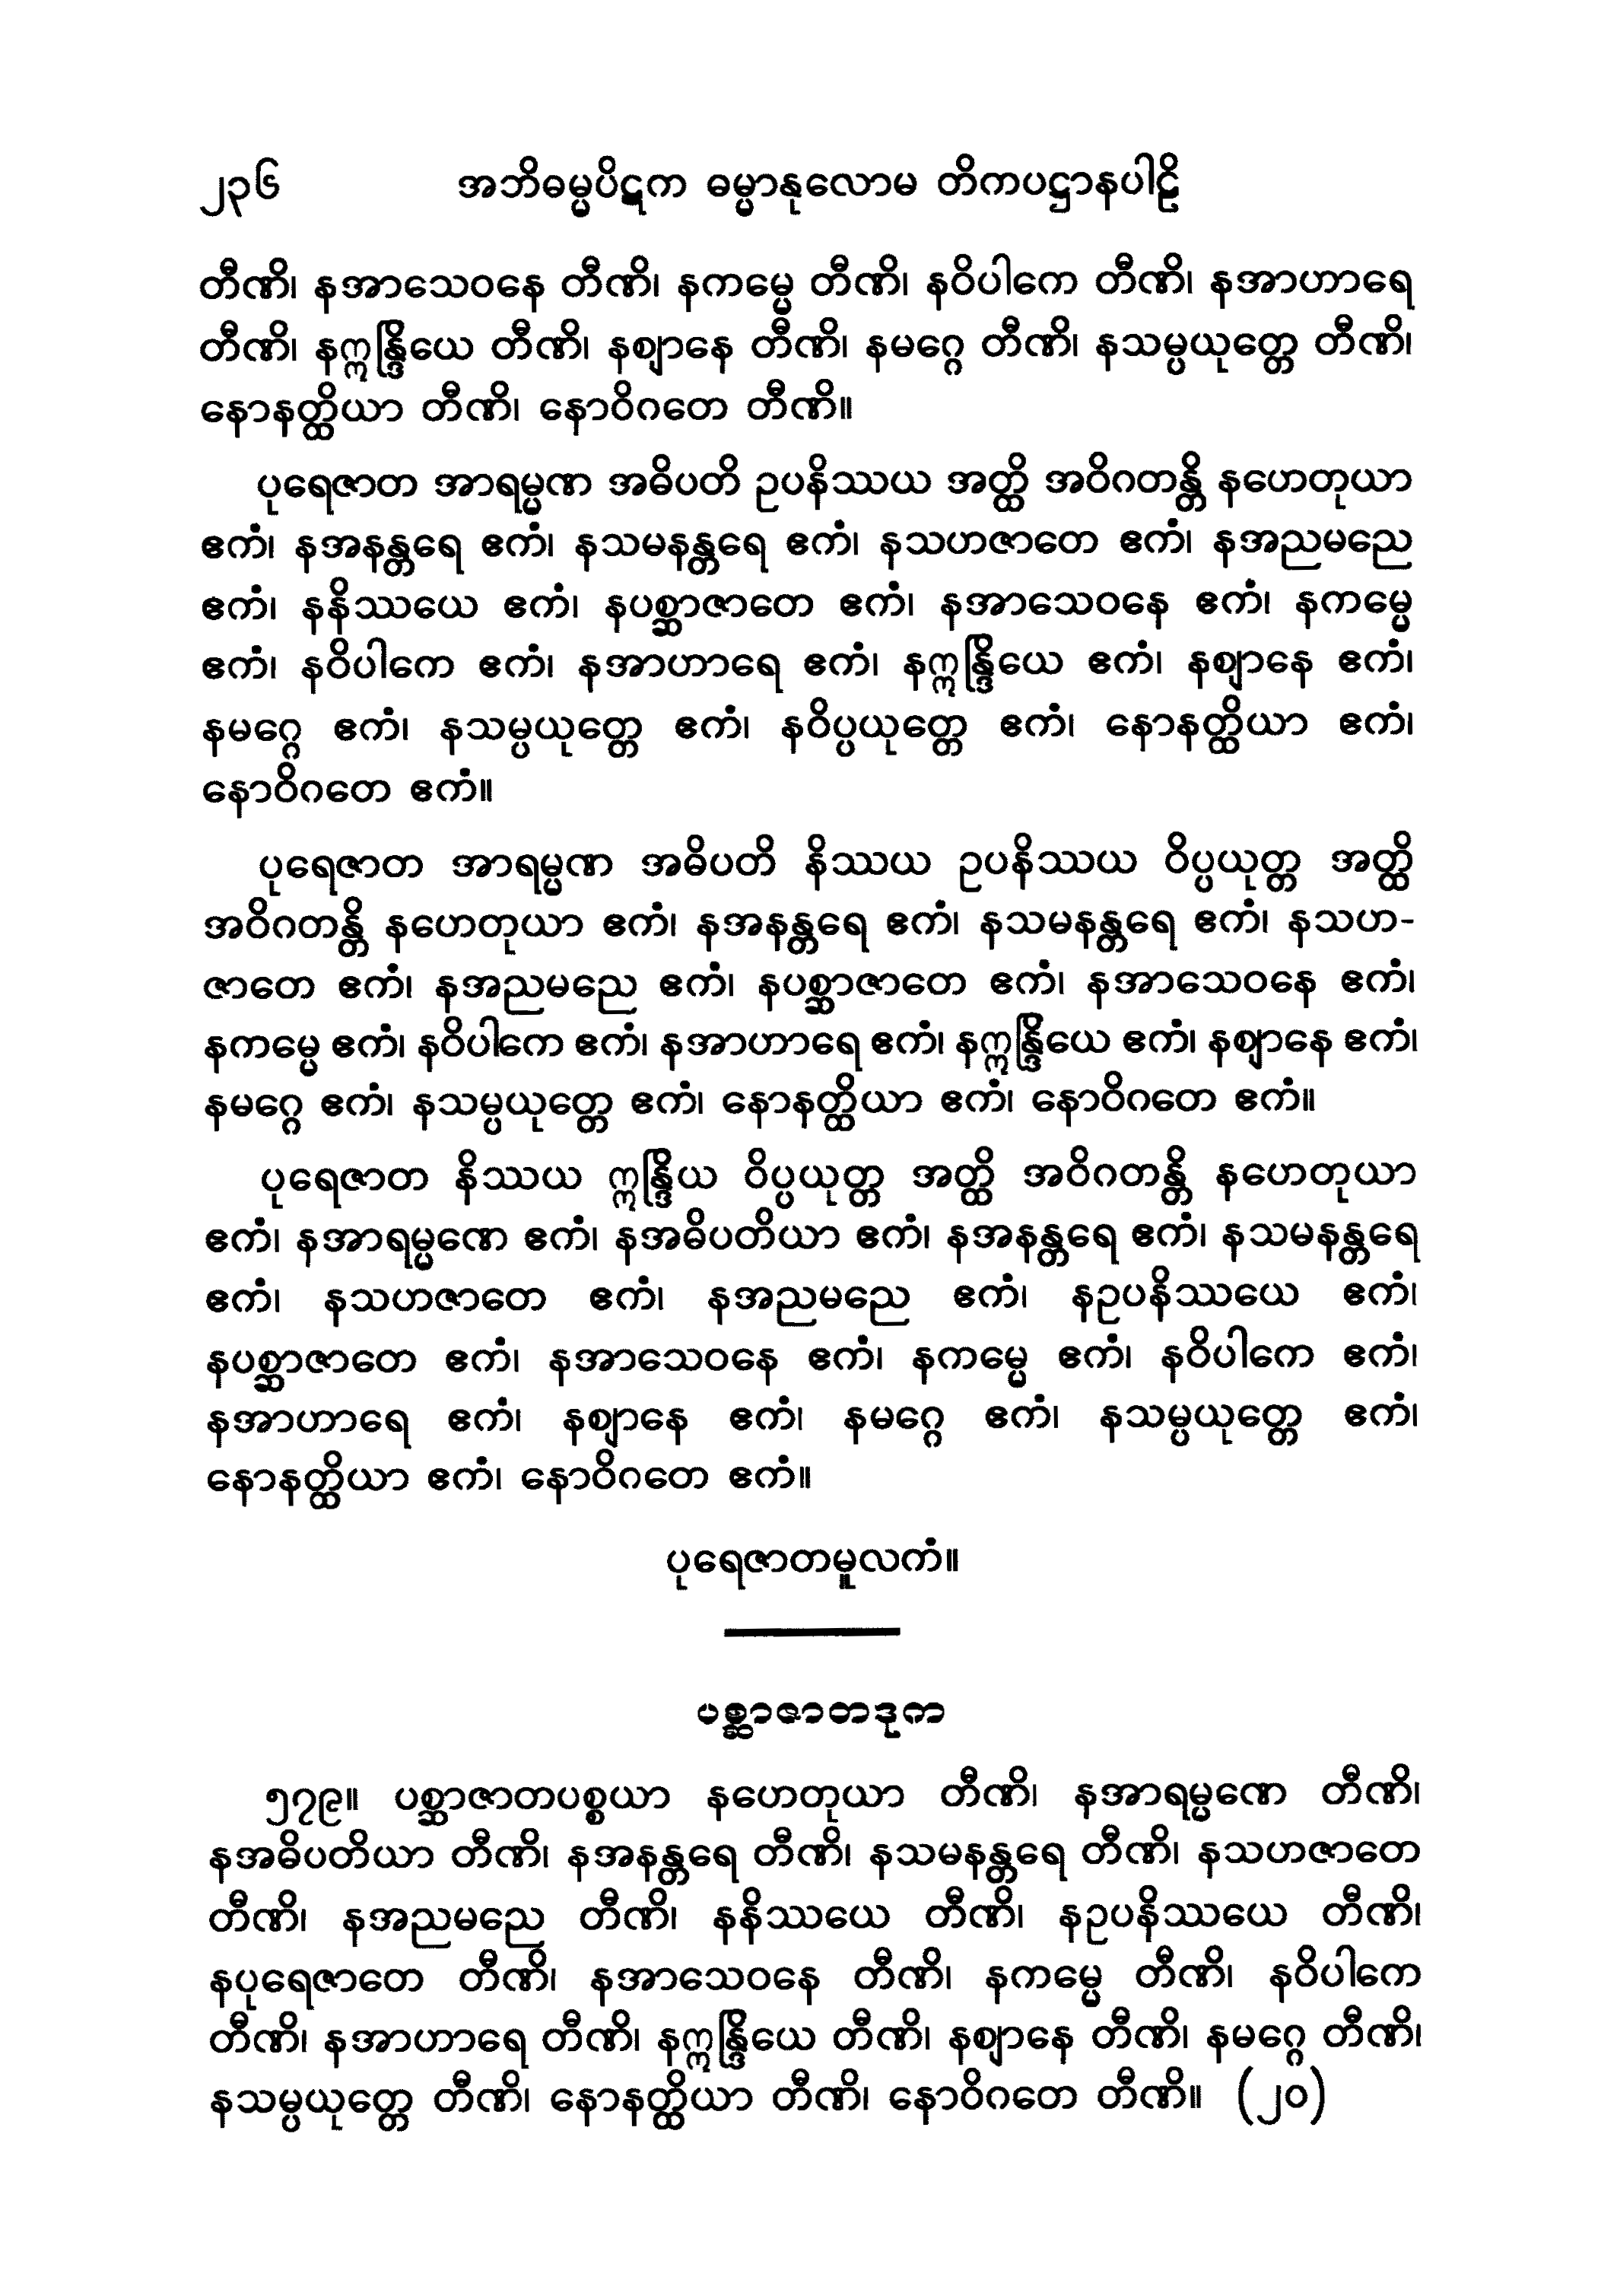 ၂၃၆ အဘိဓမ္မပိဋက ဓမ္မာနုလောမ တိကပဋ္ဌာနပါဠိ
တီဏိ၊ နအာသေဝနေ တီဏိ၊ နကမ္မေ တီဏိ၊ နဝိပါကေ တီဏိ၊ နအာဟာရေ
တီဏိ၊ နဣန္ဒြိယေ တီဏိ၊ နဈာနေ တီဏိ၊ နမဂ္ဂေ တီဏိ၊ နသမ္ပယုတ္တေ တီဏိ၊
နောနတ္ထိယာ တီဏိ၊ နောဝိဂတေ တီဏိ။
ပုရေဇာတ အာရမ္မဏ အဓိပတိ ဥပနိဿယ အတ္ထိ အဝိဂတန္တိ နဟေတုယာ
ဧကံ၊ နအနန္တရေ ဧကံ၊ နသမနန္တရေ ဧကံ၊ နသဟဇာတေ ဧကံ၊ နအညမညေ
ဧကံ၊ နနိဿယေ ဧကံ၊ နပစ္ဆာဇာတေ ဧကံ၊ နအာသေဝနေ ဧကံ၊ နကမ္မေ
ဧကံ၊ နဝိပါကေ ဧကံ၊ နအာဟာရေ ဧကံ၊ နဣန္ဒြိယေ ဧကံ၊ နဈာနေ ဧကံ၊
နမဂ္ဂေ ဧကံ၊ နသမ္ပယုတ္တေ ဧကံ၊ နဝိပ္ပယုတ္တေ ဧကံ၊ နောနတ္ထိယာ ဧကံ၊
နောဝိဂတေ ဧကံ။
ပုရေဇာတ အာရမ္မဏ အဓိပတိ နိဿယ ဥပနိဿယ ဝိပ္ပယုတ္တ အတ္ထိ
အဝိဂတန္တိ နဟေတုယာ ဧကံ၊ နအနန္တရေ ဧကံ၊ နသမနန္တရေ ဧကံ၊ နသဟ-
ဇာတေ ဧကံ၊ နအညမညေ ဧကံ၊ နပစ္ဆာဇာတေ ဧကံ၊ နအာသေဝနေ ဧကံ၊
နကမ္မေ ဧကံ၊ နဝိပါကေ ဧကံ၊ နအာဟာရေ ဧကံ၊ နဣန္ဒြိယေ ဧကံ၊ နဈာနေ ဧကံ၊
နမဂ္ဂေ ဧကံ၊ နသမ္ပယုတ္တေ ဧကံ၊ နောနတ္ထိယာ ဧကံ၊ နောဝိဂတေ ဧကံ။
ပုရေဇာတ နိဿယ ဣန္ဒြိယ ဝိပ္ပယုတ္တ အတ္ထိ အဝိဂတန္တိ နဟေတုယာ
ဧကံ၊ နအာရမ္မဏေ ဧကံ၊ နအဓိပတိယာ ဧကံ၊ နအနန္တရေ ဧကံ၊ နသမနန္တရေ
ဧကံ၊ နသဟဇာတေ ဧကံ၊ နအညမညေ ဧကံ၊ နဥပနိဿယေ ဧကံ၊
နပစ္ဆာဇာတေ ဧကံ၊ နအာသေဝနေ ဧကံ၊ နကမ္မေ ဧကံ၊ နဝိပါကေ ဧကံ၊
နအာဟာရေ ဧကံ၊ နဈာနေ ဧကံ၊ နမဂ္ဂေ ဧကံ၊ နသမ္ပယုတ္တေ ဧကံ၊
နောနတ္ထိယာ ဧကံ၊ နောဝိဂတေ ဧကံ။
ပုရေဇာတမူလကံ။
ပစ္ဆာဇာတဒုက
၅၇၉။ ပစ္ဆာဇာတပစ္စယာ နဟေတုယာ တီဏိ၊ နအာရမ္မဏေ တီဏိ၊
နအဓိပတိယာ တီဏိ၊ နအနန္တရေ တီဏိ၊ နသမနန္တရေ တီဏိ၊ နသဟဇာတေ
တီဏိ၊ နအညမညေ တီဏိ၊ နနိဿယေ တီဏိ၊ နဥပနိဿယေ တီဏိ၊
နပုရေဇာတေ တီဏိ၊ နအာသေဝနေ တီဏိ၊ နကမ္မေ တီဏိ၊ နဝိပါကေ
တီဏိ၊ နအာဟာရေ တီဏိ၊ နဣန္ဒြိယေ တီဏိ၊ နဈာနေ တီဏိ၊ နမဂ္ဂေ တီဏိ၊
နသမ္ပယုတ္တေ တီဏိ၊ နောနတ္ထိယာ တီဏိ၊ နောဝိဂတေ တီဏိ။ (၂၀)